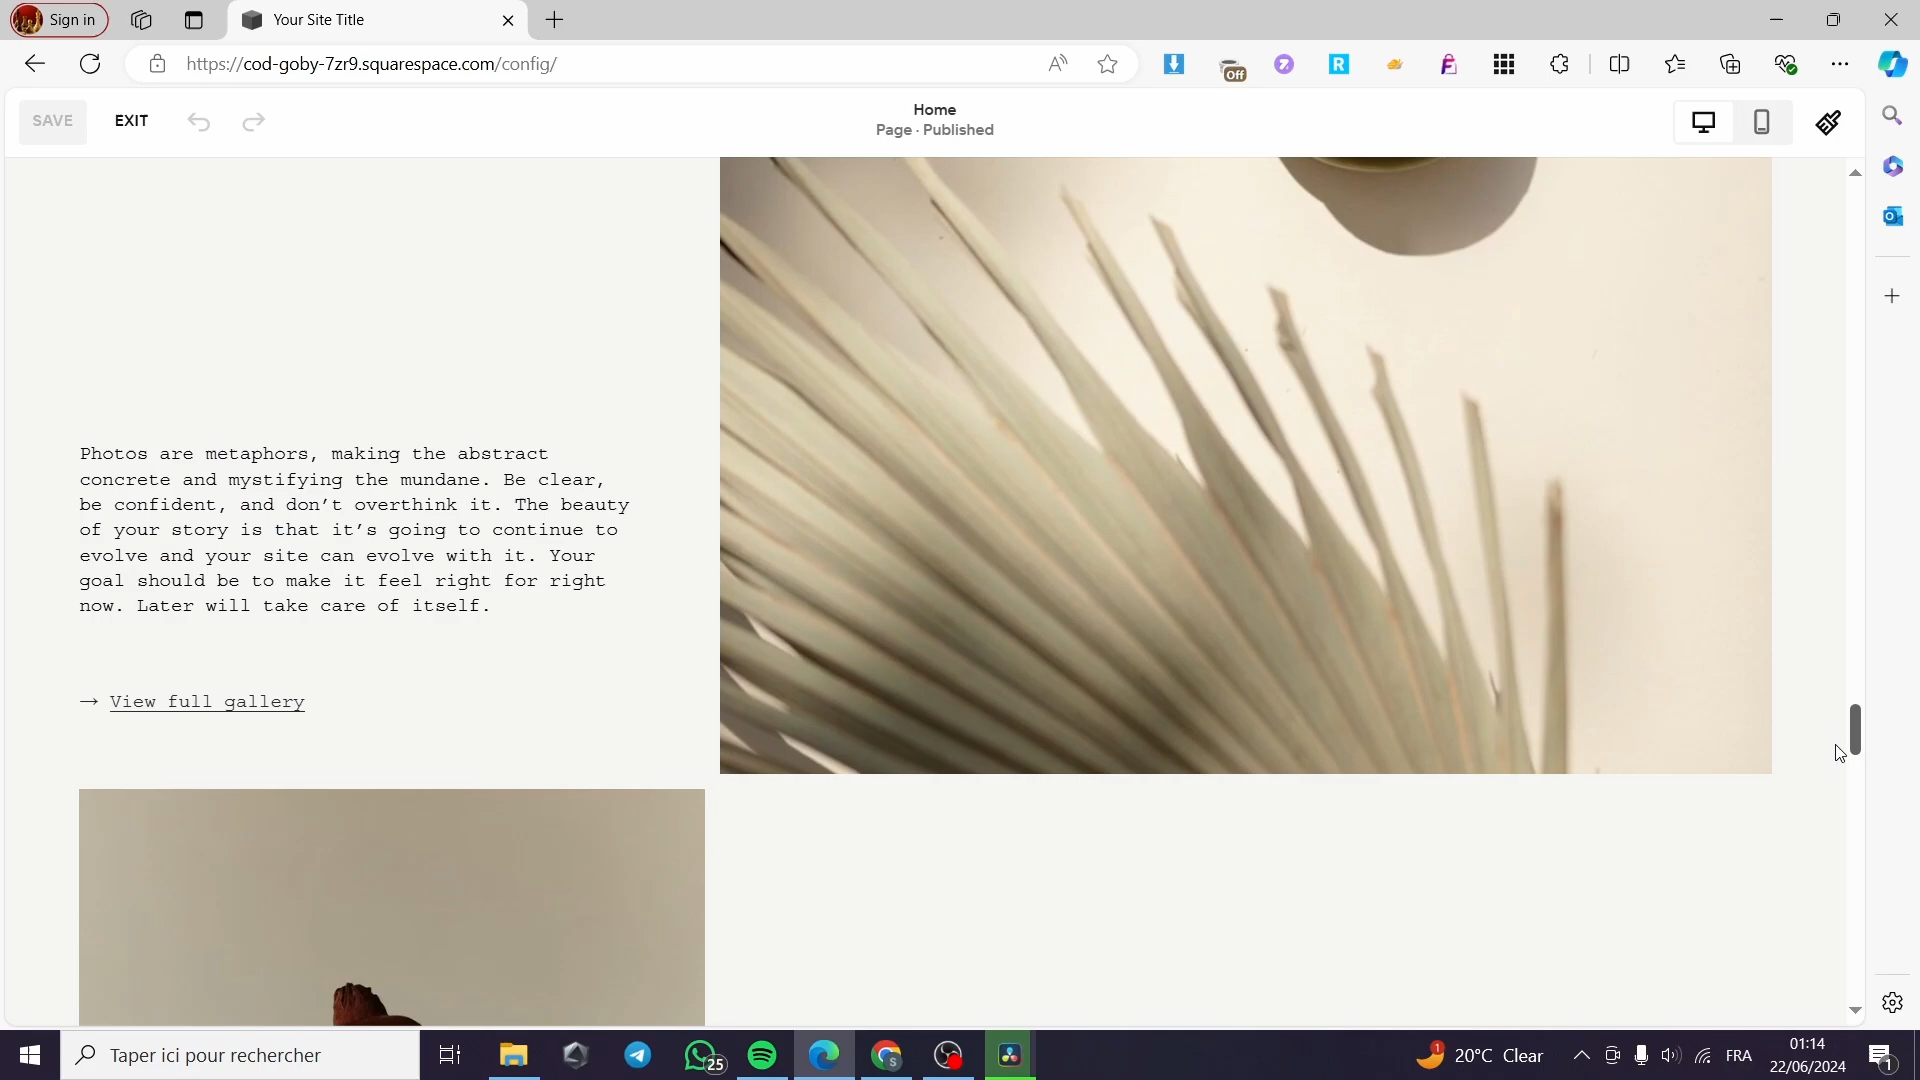 Sign in
Your Site Title
https://cod-goby-7zr9.squarespace.com/config/
Off
SAVE
EXIT
Home
Page · Published
Photos are metaphors, making the abstract
concrete and mystifying the mundane. Be clear,
be confident, and don’t overthink it. The beauty
of your story is that it’s going to continue to
evolve and your site can evolve with it. Your
goal should be to make it feel right for right
now. Later will take care of itself.
→ View full gallery
Taper ici pour rechercher
25
1
20°C Clear
FRA
01:14
22/06/2024
1